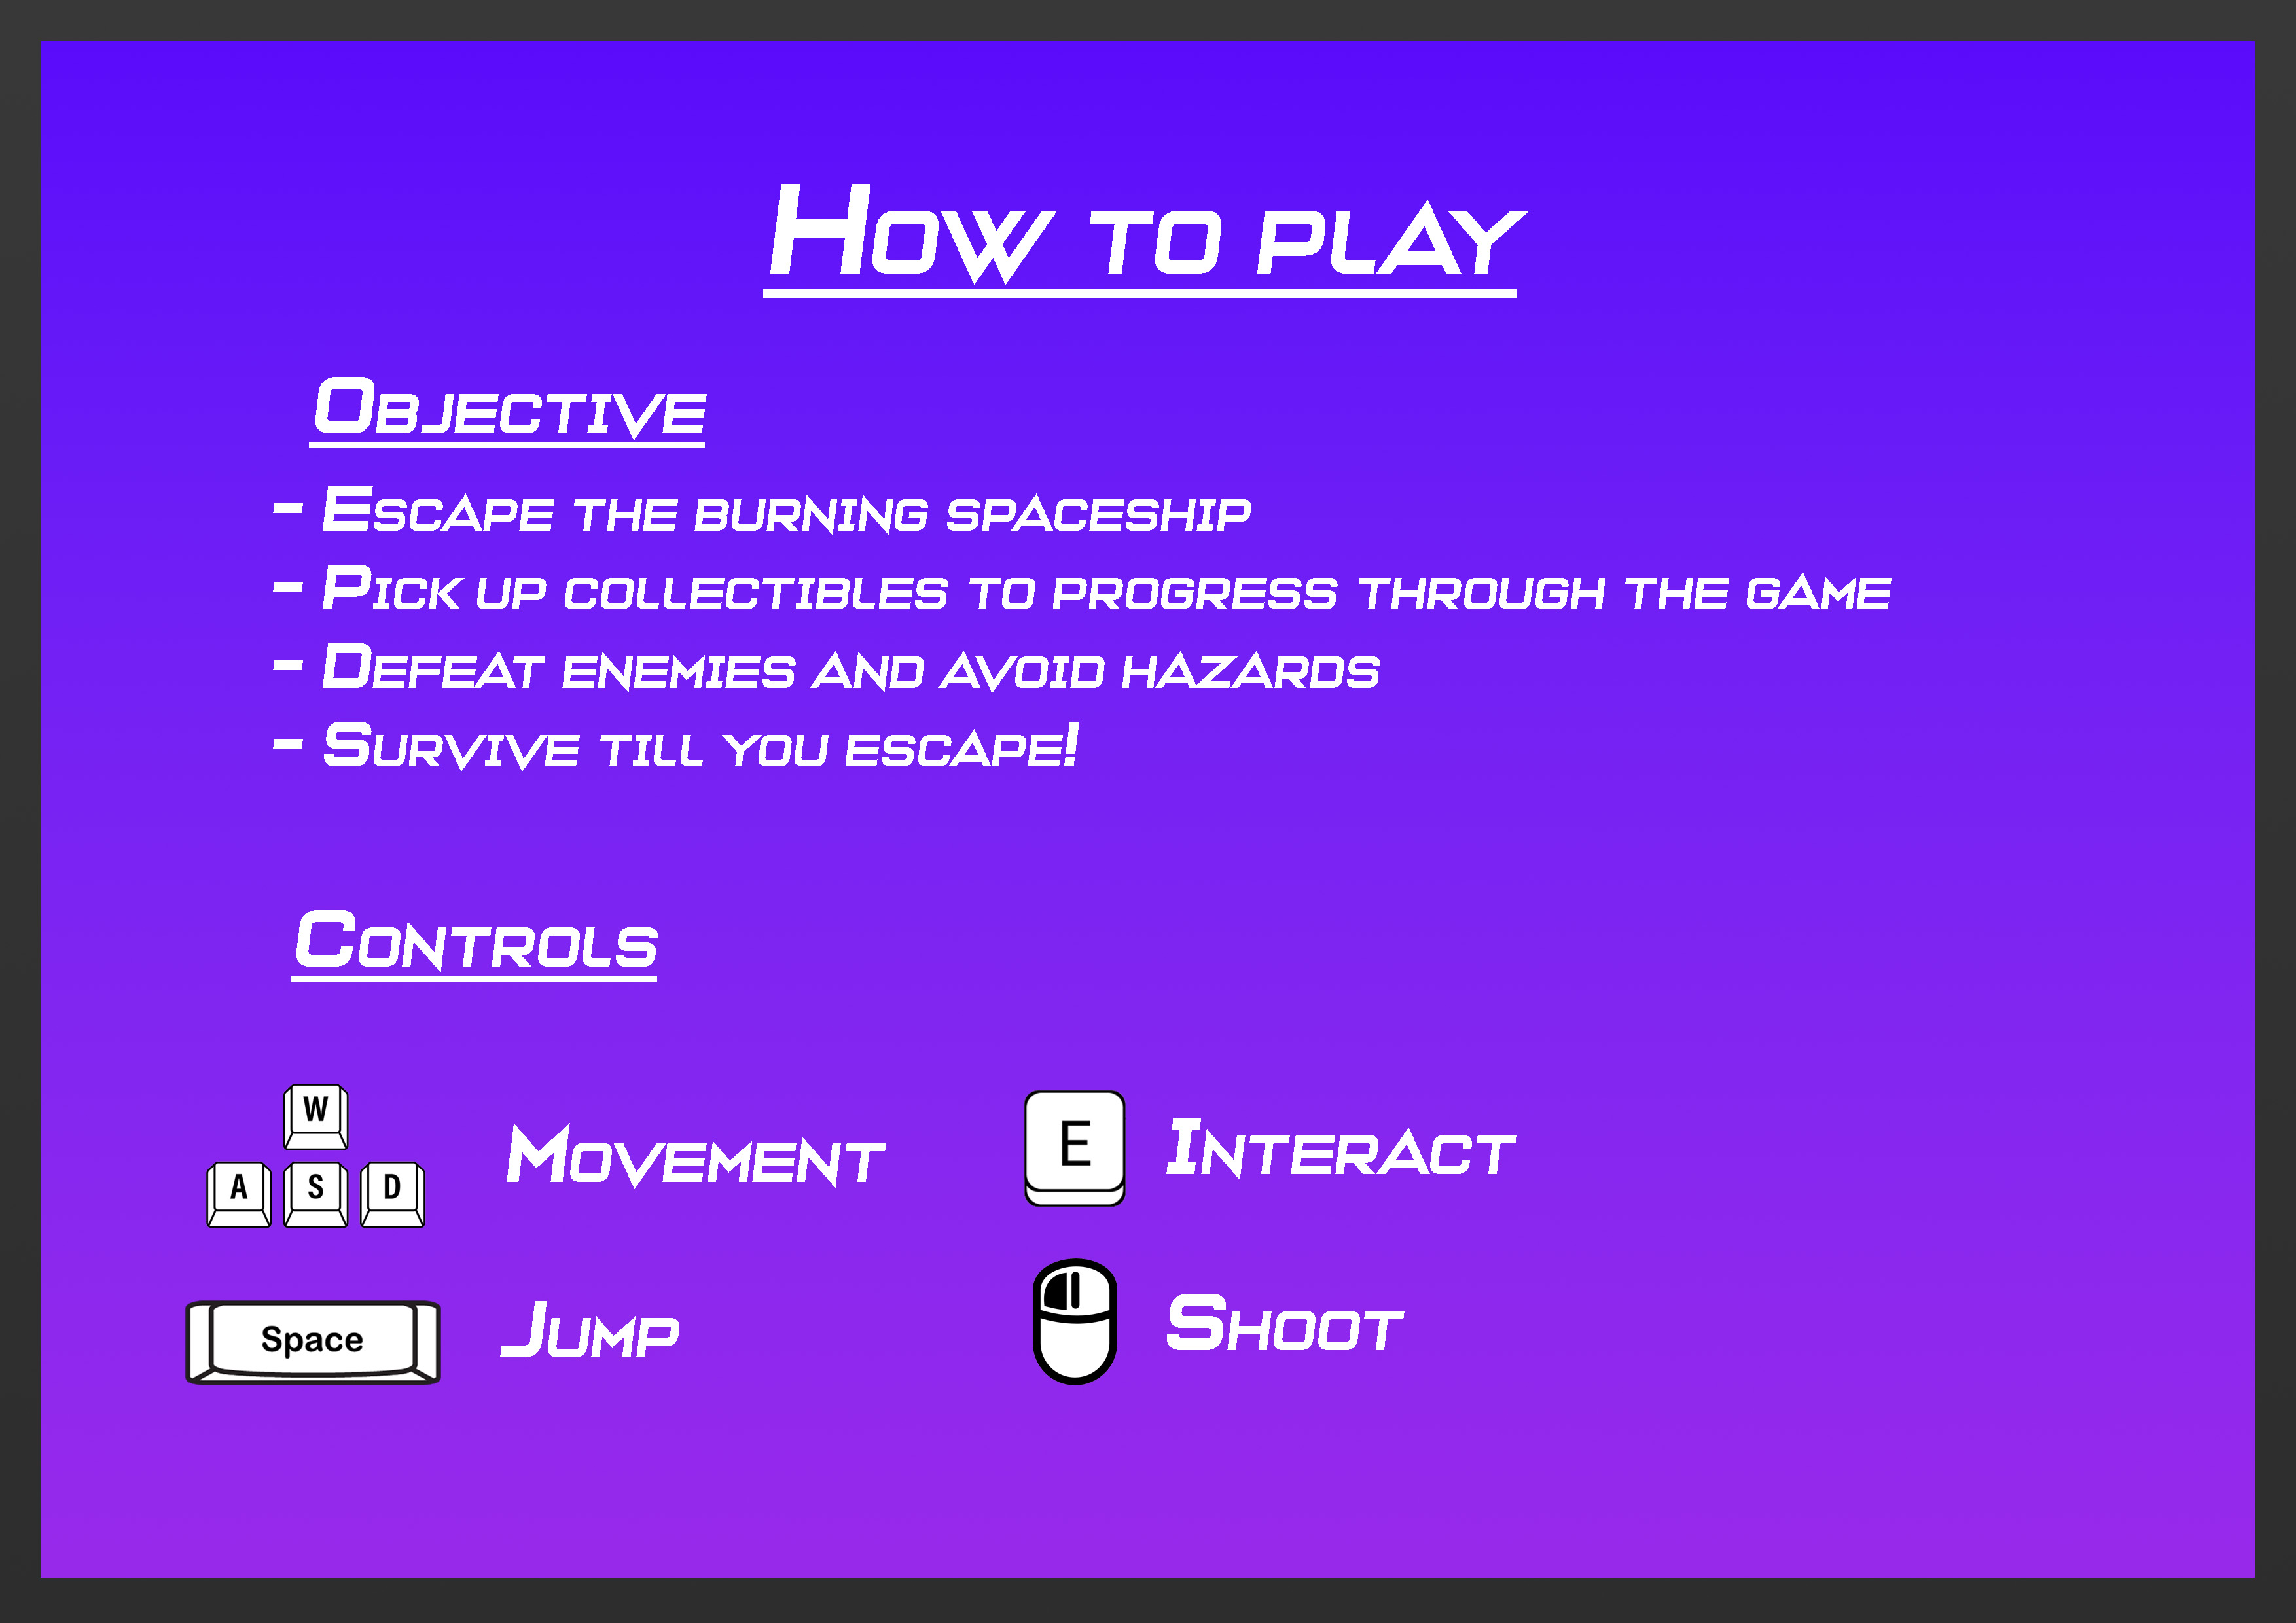 How to play
Objective
- Escape the burning spaceship
- Pick up collectibles to progress through the game
- Defeat enemies and avoid hazards
- Survive till you escape!
Controls
W
A S D
Movement
E
Interact
Space
Jump
Shoot